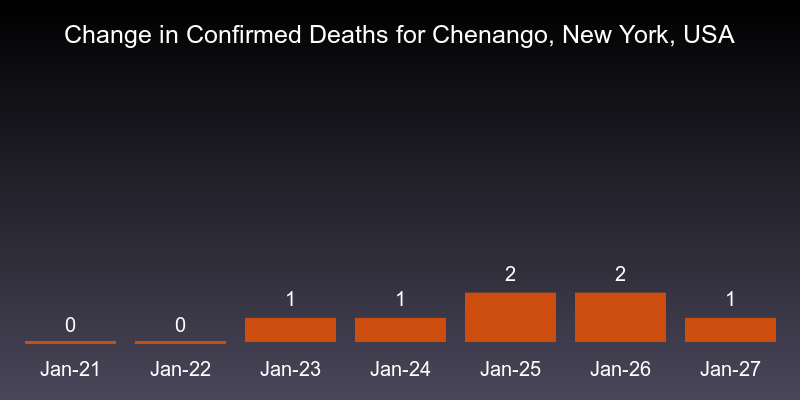 Change in Confirmed Deaths for Chenango, New York, USA
0 0 1 1 2 2 1
Jan-21 Jan-22 Jan-23 Jan-24 Jan-25 Jan-26 Jan-27